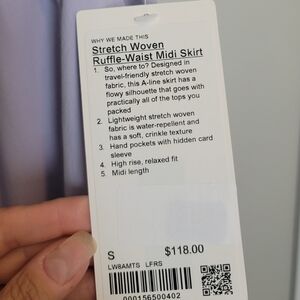 WHY WE MADE THIS
Stretch Woven
Ruffle-Waist Midi Skirt
1. So, where to? Designed in
travel-friendly stretch woven
fabric, this A-line skirt has a
flowy silhouette that goes with
practically all of the tops you
packed
2. Lightweight stretch woven
fabric is water-repellent and
has a soft, crinkle texture
3. Hand pockets with hidden card
sleeve
4. High rise, relaxed fit
5. Midi length
S $118.00
LW8AMTS LFRS
000156500402